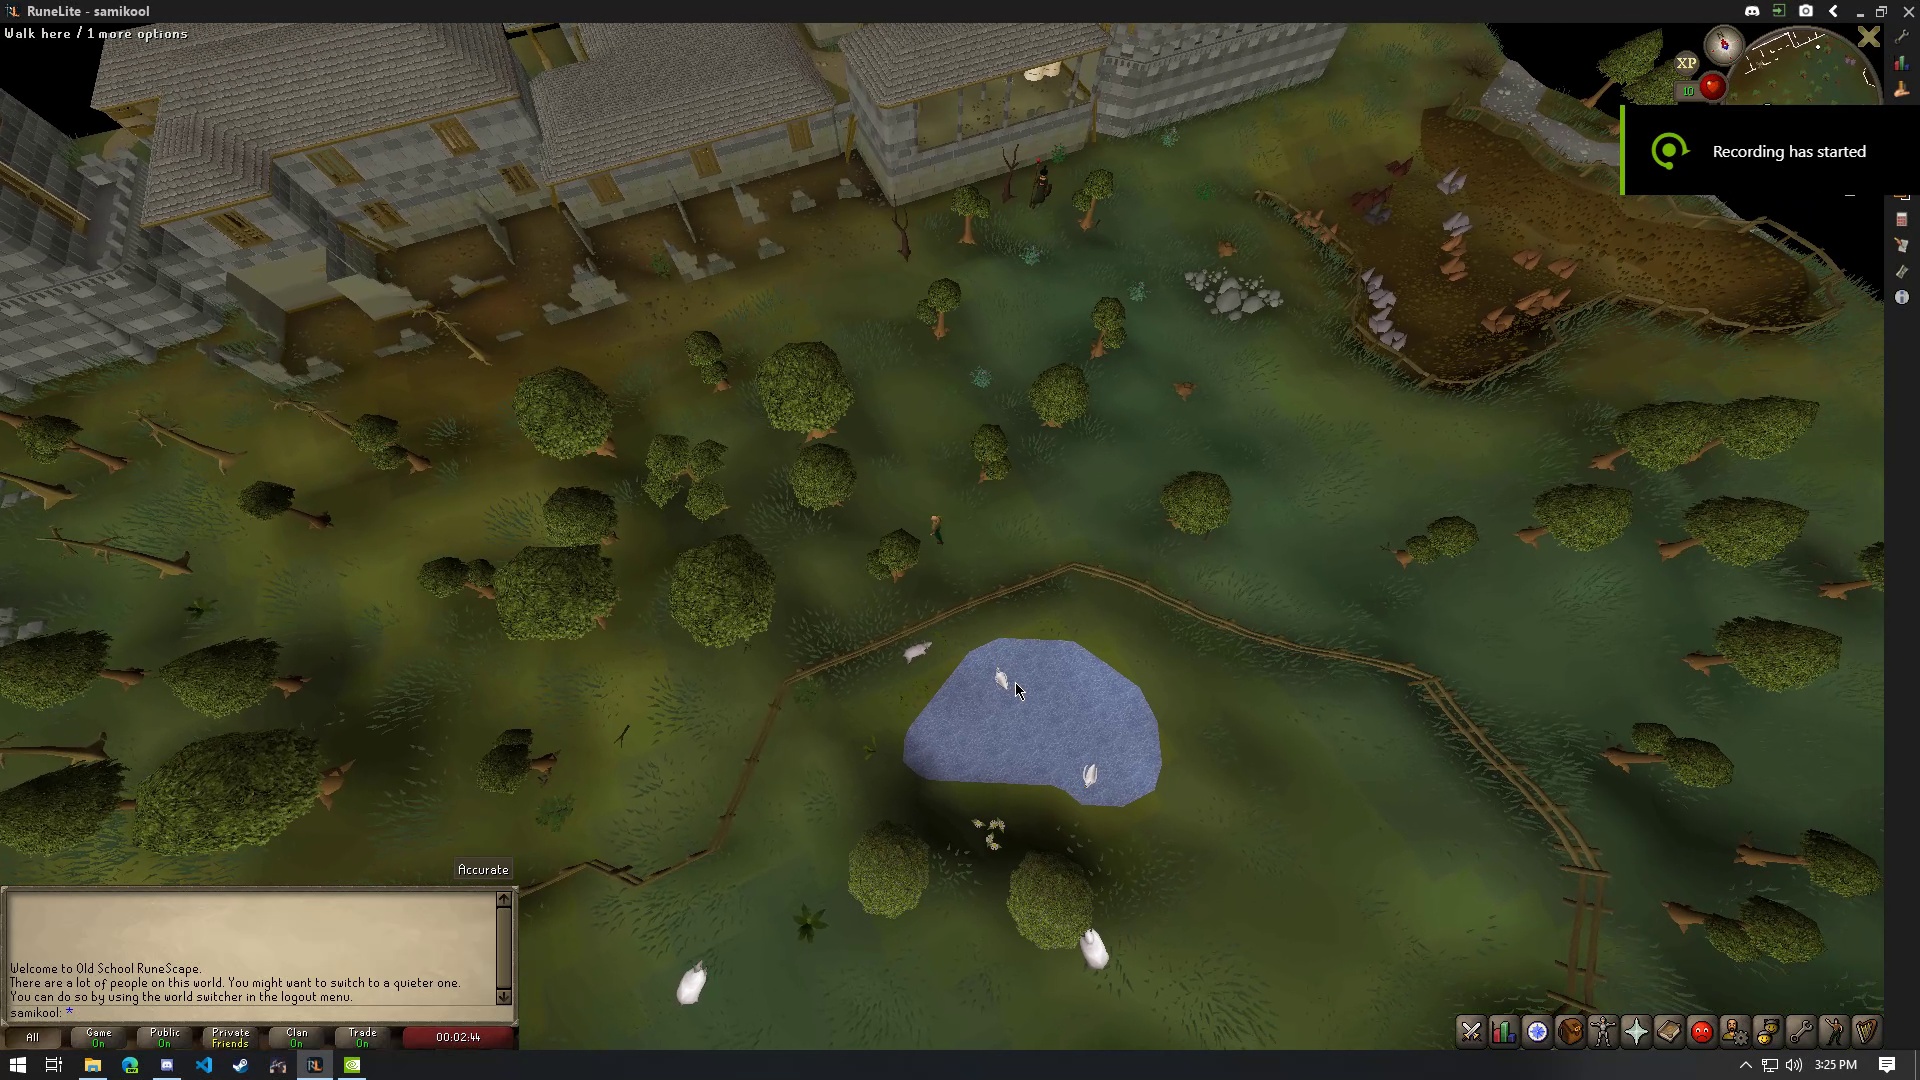 RuneLite - samikool
Walk here / 1 more options
XP
10
Recording has started
Accurate
Welcome to Old School RuneScape.
There are a lot of people on this world. You might want to switch to a quieter one.
You can do so by using the world switcher in the logout menu.
samikool: *
All
Game
On
Public
On
Private
Friends
Clan
On
Trade
On
00:02:44
3:25 PM